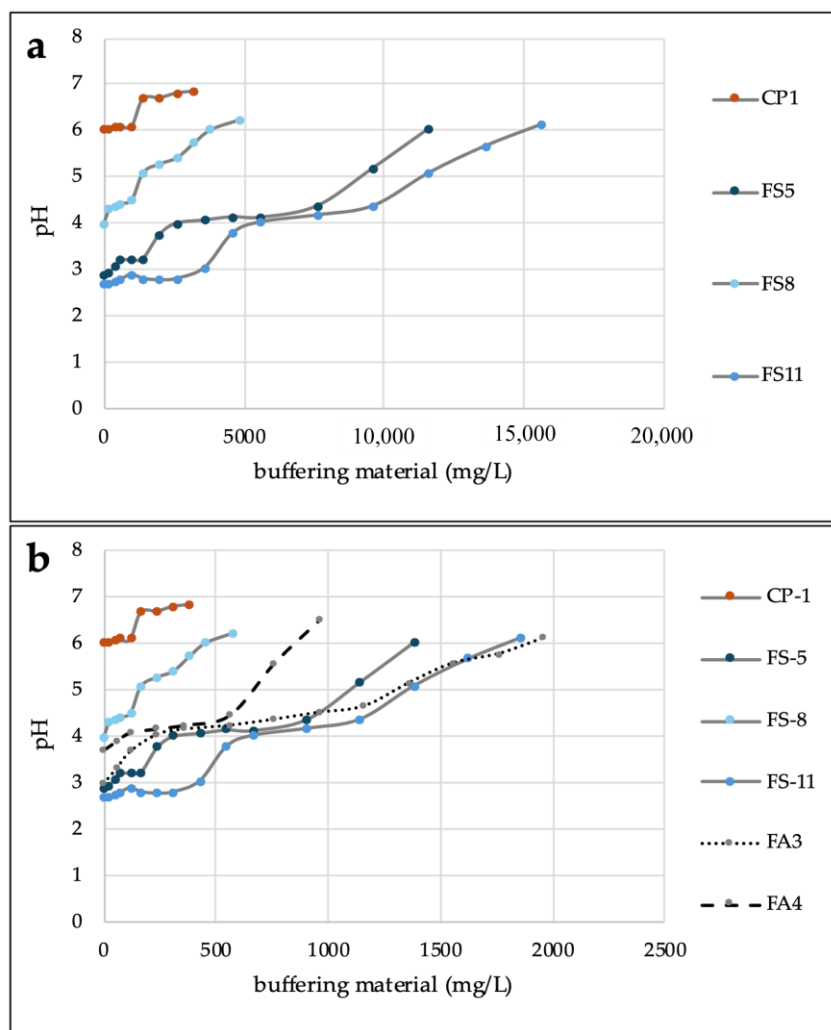 a
8
7
6
5
4
3
2
1
0
pH
0 5000 10,000 15,000 20,000
buffering material (mg/L)
CP1
FS5
FS8
FS11
b
8
7
6
5
4
3
2
1
0
pH
0 500 1000 1500 2000 2500
buffering material (mg/L)
CP-1
FS-5
FS-8
FS-11
FA3
FA4